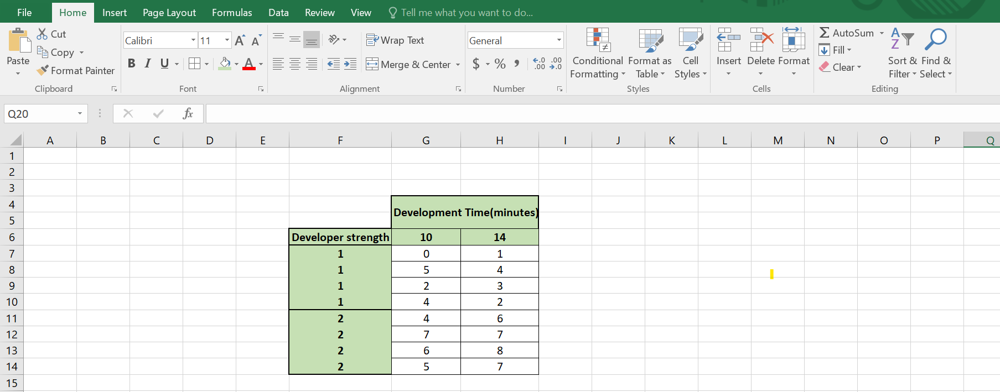 File Home Insert Page Layout Formulas Data Review View Tell me what you want to do...
Paste Cut Copy Format Painter Clipboard
Calibri 11 A A B I U A Font
Wrap Text Merge & Center Alignment
General $ % , .0 .00 .00 .0 Number
Conditional Formatting Format as Table Cell Styles Styles
Insert Delete Format Cells
AutoSum Fill Clear Sort & Filter Find & Select Editing
Q20 fx
A B C D E F G H I J K L M N O P Q
1
2
3
4
Development Time(minutes)
5
6 Developer strength 10 14
7 1 0 1
8 1 5 4
9 1 2 3
10 1 4 2
11 2 4 6
12 2 7 7
13 2 6 8
14 2 5 7
15